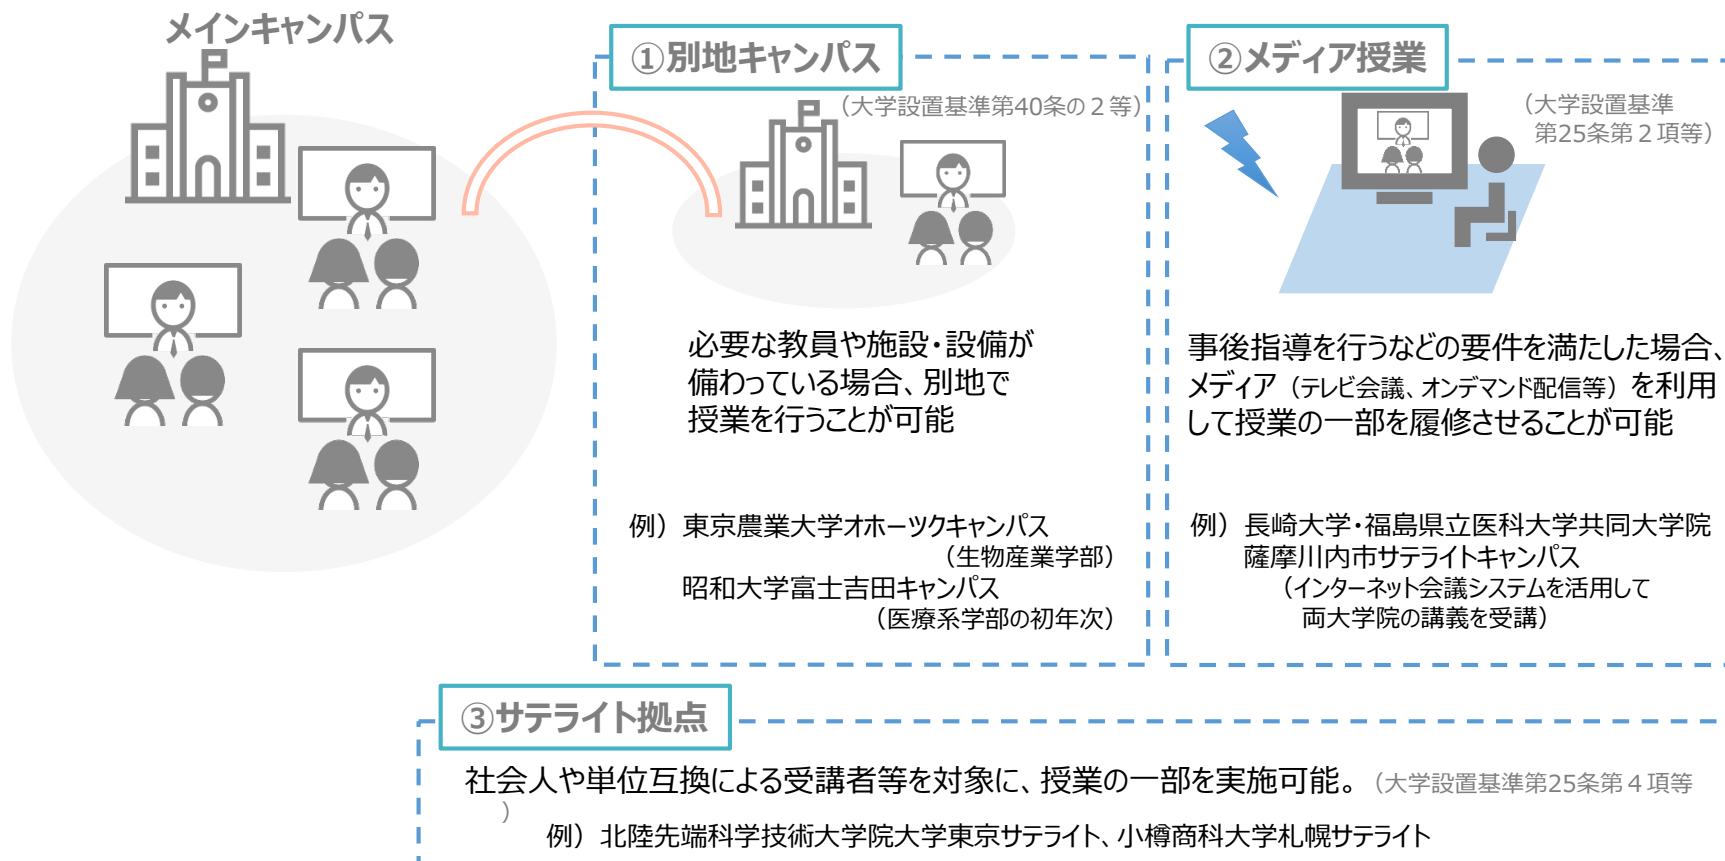 メインキャンパス
①別地キャンパス
（大学設置基準第40条の２等）
必要な教員や施設・設備が
備わっている場合、別地で
授業を行うことが可能
例）東京農業大学オホーツクキャンパス
（生物産業学部）
昭和大学富士吉田キャンパス
（医療系学部の初年次）
②メディア授業
（大学設置基準
第25条第２項等）
事後指導を行うなどの要件を満たした場合、
メディア（テレビ会議、オンデマンド配信等）を利用
して授業の一部を履修させることが可能
例）長崎大学・福島県立医科大学共同大学院
薩摩川内市サテライトキャンパス
（インターネット会議システムを活用して
両大学院の講義を受講）
③サテライト拠点
社会人や単位互換による受講者等を対象に、授業の一部を実施可能。（大学設置基準第25条第４項等
）
例）北陸先端科学技術大学院大学東京サテライト、小樽商科大学札幌サテライト